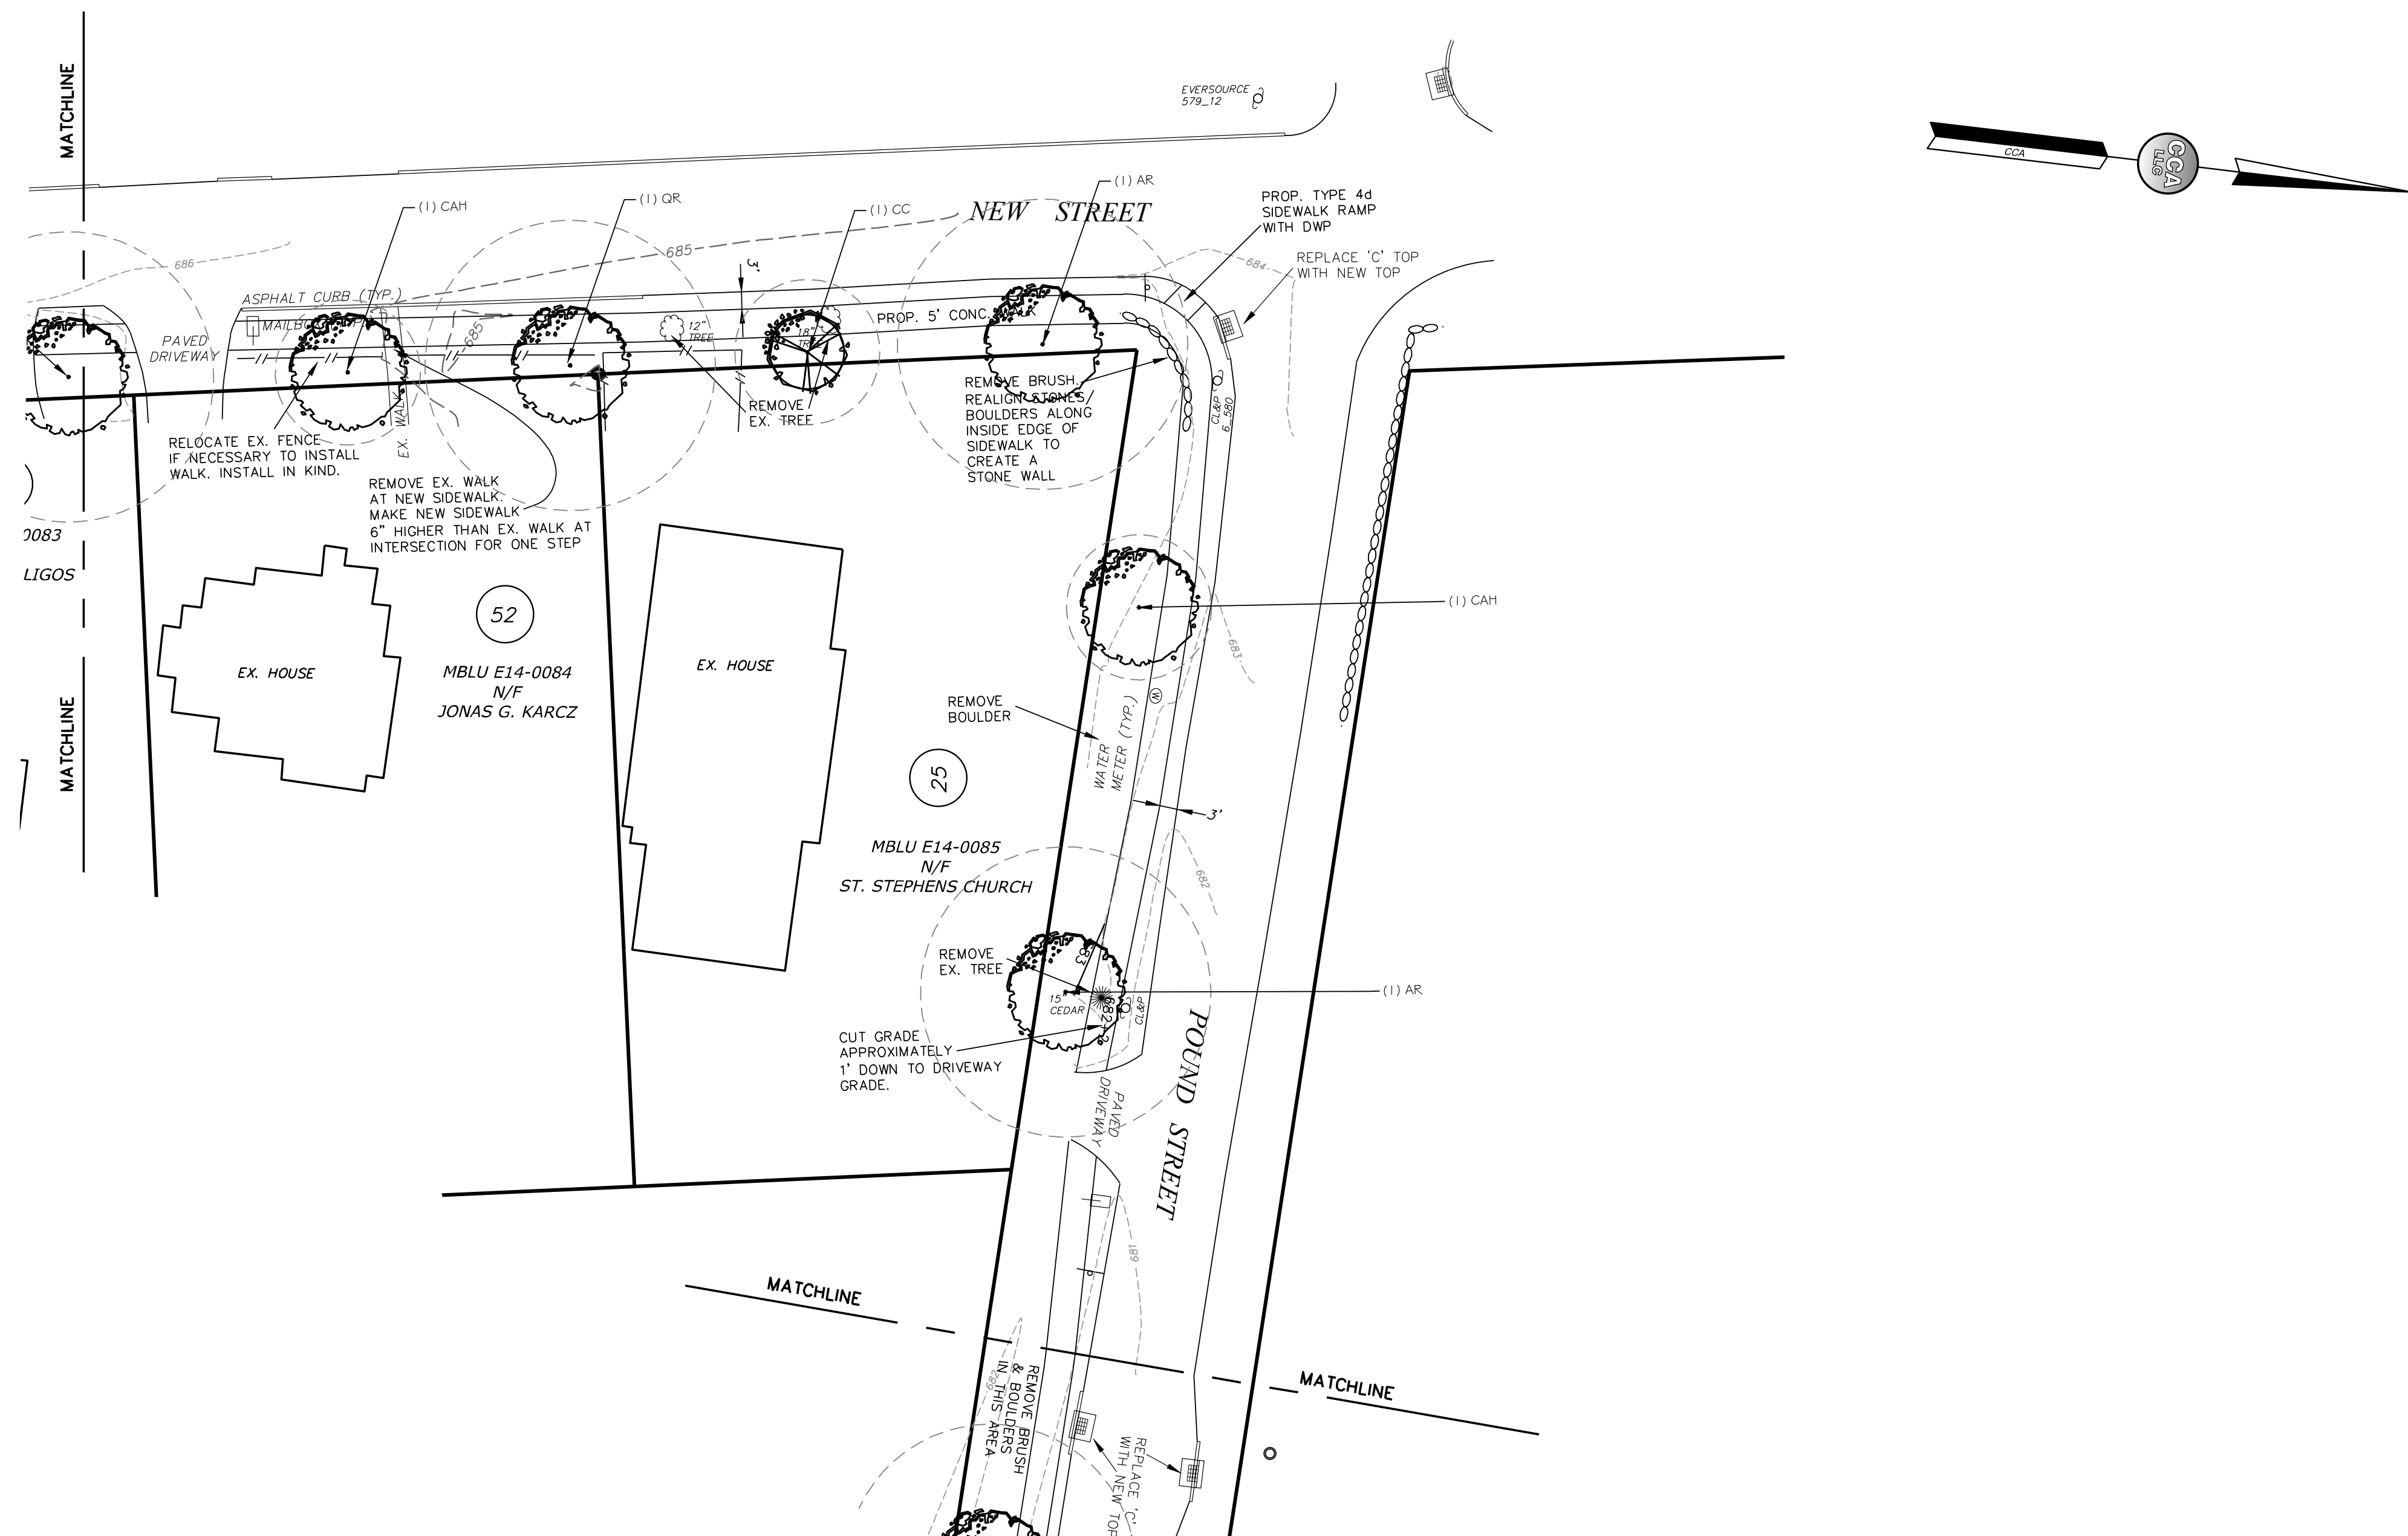 MATCHLINE
EVERSOURCE
579_12
CCA
CCA
LLC
(1) CAH
(1) QR
(1) CC
(1) AR
NEW STREET
PROP. TYPE 4d
SIDEWALK RAMP
WITH DWP
REPLACE 'C' TOP
WITH NEW TOP
686
685
684
3'
ASPHALT CURB (TYP.)
PAVED
DRIVEWAY
685
12"
TREE
18"
PROP. 5' CONC. WALK
RELOCATE EX. FENCE
IF NECESSARY TO INSTALL
WALK. INSTALL IN KIND.
EX. WALK
REMOVE
EX. TREE
REMOVE BRUSH.
REALIGN STONES/
BOULDERS ALONG
INSIDE EDGE OF
SIDEWALK TO
CREATE A
STONE WALL
CL&P
6_580
REMOVE EX. WALK
AT NEW SIDEWALK.
MAKE NEW SIDEWALK
6" HIGHER THAN EX. WALK AT
INTERSECTION FOR ONE STEP
0083
LIGOS
52
EX. HOUSE
MBLU E14-0084
N/F
JONAS G. KARCZ
EX. HOUSE
(1) CAH
683
REMOVE
BOULDER
WATER
METER (TYP.)
W
MATCHLINE
25
3'
MBLU E14-0085
N/F
ST. STEPHENS CHURCH
682
REMOVE
EX. TREE
83
15"
CEDAR
CL&P
(1) AR
CUT GRADE
APPROXIMATELY
1' DOWN TO DRIVEWAY
GRADE.
PAVED
DRIVEWAY
POUND STREET
681
MATCHLINE
MATCHLINE
682
REMOVE BRUSH
& BOULDERS
IN THIS AREA
REPLACE 'C'
WITH NEW TOP